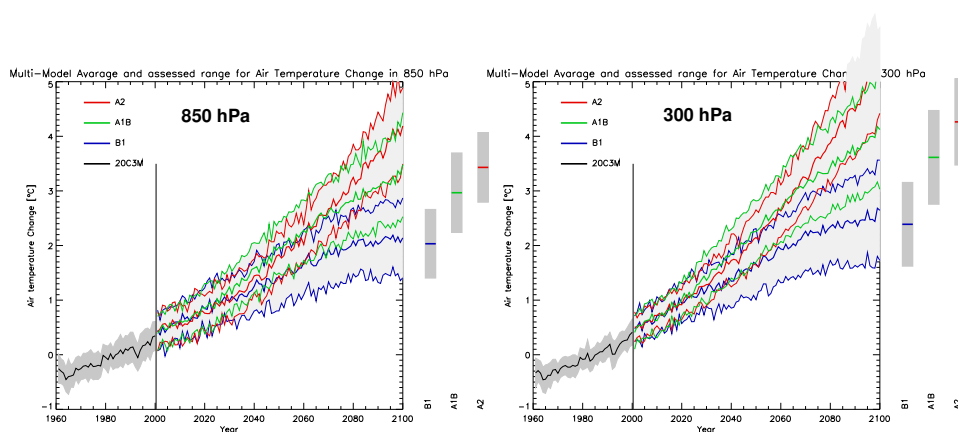 Multi-Model Avarage and assessed range for Air Temperature Change in 850 hPa
5
4
3
2
1
0
-1
Air temperature Change [°C]
A2
A1B
B1
20C3M
850 hPa
1960 1980 2000 2020 2040 2060 2080 2100
Year
B1
A1B
A2
Multi-Model Avarage and assessed range for Air Temperature Chan 300 hPa
5
4
3
2
1
0
-1
Air temperature Change [°C]
A2
A1B
B1
20C3M
300 hPa
1960 1980 2000 2020 2040 2060 2080 2100
Year
B1
A1B
A2